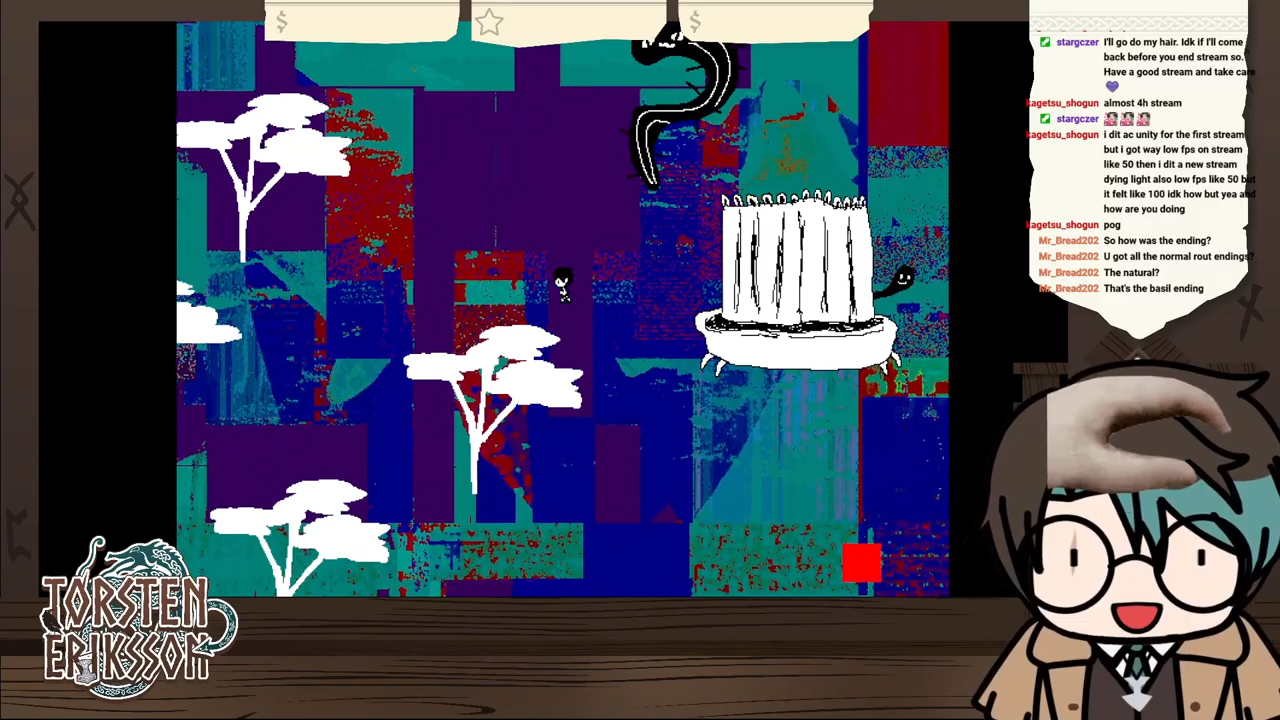 $
$
stargczer I'll go do my hair. Idk if I'll come
back before you end stream so.
Have a good stream and take care
kagetsu_shogun almost 4h stream
stargczer
kagetsu_shogun i dit ac unity for the first stream
but i got way low fps on stream
like 50 then i dit a new stream
dying light also low fps like 50 but
it felt like 100 idk how but yea and
how are you doing
kagetsu_shogun pog
Mr_Bread202 So how was the ending?
Mr_Bread202 U got all the normal rout endings?
Mr_Bread202 The natural?
Mr_Bread202 That's the basil ending
TORSTEN
ERIKSSON